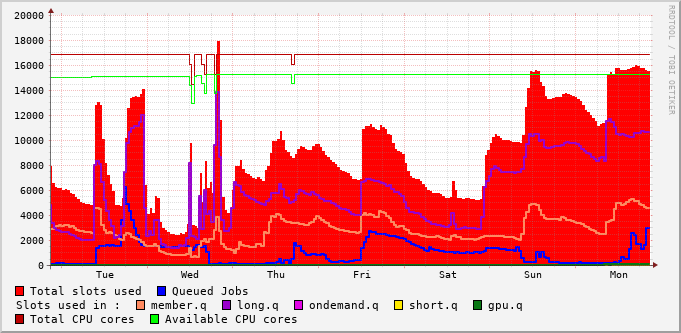 20000
18000
16000
14000
12000
10000
8000
6000
4000
2000
0
Tue Wed Thu Fri Sat Sun Mon
RRDTOOL / TOBI OETIKER
Total slots used Queued Jobs
Slots used in : member.q long.q ondemand.q short.q gpu.q
Total CPU cores Available CPU cores